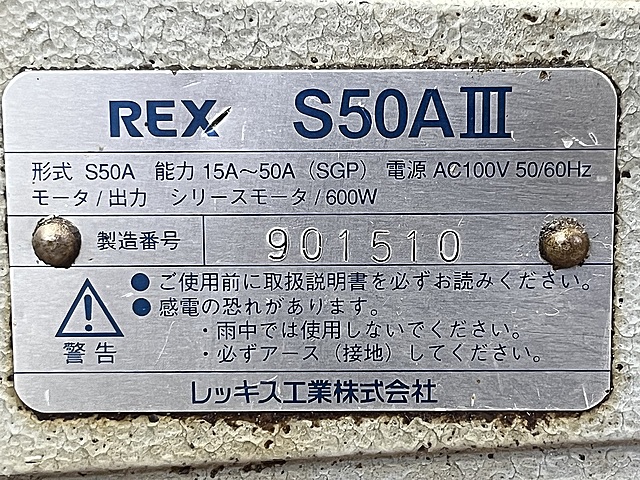 REX S50AⅢ
形式 S50A 能力 15A～50A（SGP） 電源 AC100V 50/60Hz
モータ/出力 シリースモータ/600W
製造番号 901510
●ご使用前に取扱説明書を必ずお読みください。
●感電の恐れがあります。
・雨中では使用しないでください。
・必ずアース（接地）してください。
警告
レッキス工業株式会社